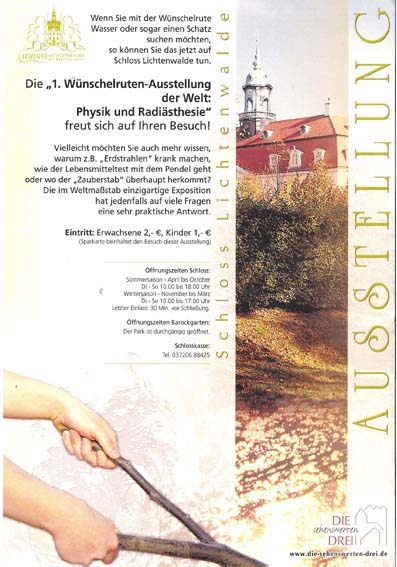 Wenn Sie mit der Wünschelrute
Wasser oder sogar einen Schatz
suchen möchten,
so können Sie das jetzt auf
Schloss Lichtenwalde tun.
SCHLOSS LICHTENWALDE
Die „1. Wünschelruten-Ausstellung
der Welt:
Physik und Radiästhesie“
freut sich auf Ihren Besuch!
Vielleicht möchten Sie auch mehr wissen,
warum z.B. „Erdstrahlen“ krank machen,
wie der Lebensmitteltest mit dem Pendel geht
oder wo der „Zauberstab“ überhaupt herkommt?
Die im Weltmaßstab einzigartige Exposition
hat jedenfalls auf viele Fragen
eine sehr praktische Antwort.
Eintritt: Erwachsene 2,- €, Kinder 1,- €
(Sparkarte beinhaltet den Besuch dieser Ausstellung)
Öffnungszeiten Schloss:
Sommersaison - April bis Oktober
Di - So 10.00 bis 18.00 Uhr
Wintersaison - November bis März
Di - So 10.00 bis 17.00 Uhr
Letzter Einlass: 30 Min. vor Schließung.
Öffnungszeiten Barockgarten:
Der Park ist durchgängig geöffnet.
Schlosskasse:
Tel. 037206 88425
Schloss Lichtenwalde
AUSSTELLUNG
DIE
sehenswerten
DREI
www.die-sehenswerten-drei.de